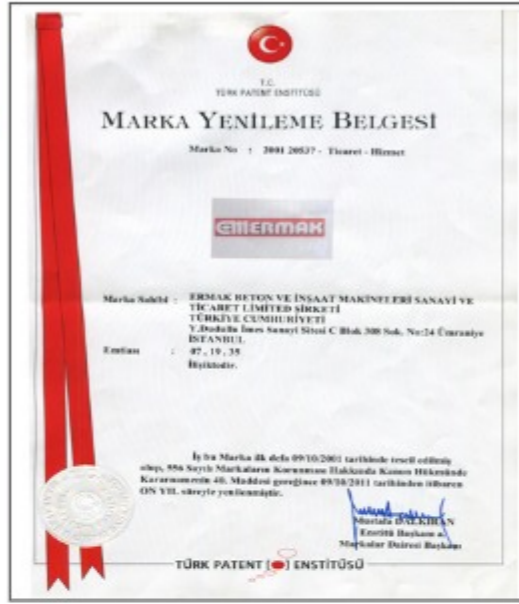 T.C.
TÜRK PATENT ENSTİTÜSÜ
MARKA YENİLEME BELGESİ
Marka No : 2001 20537 - Ticaret - Hizmet
ERMAK
Marka Sahibi : ERMAK BETON VE İNŞAAT MAKİNELERİ SANAYİ VE
TİCARET LİMİTED ŞİRKETİ
TÜRKİYE CUMHURİYETİ
Y.Dudullu İmes Sanayi Sitesi C Blok 308 Sok. No:24 Ümraniye
İSTANBUL
Emtiası : 07 , 19 , 35
İlişiktedir.
İş bu Marka ilk defa 09/10/2001 tarihinde tescil edilmiş
olup, 556 Sayılı Markaların Korunması Hakkında Kanun Hükmünde
Kararnamenin 40. Maddesi gereğince 09/10/2011 tarihinden itibaren
ON YIL süreyle yenilenmiştir.
Mustafa DALKIRAN
Enstitü Başkanı a.
Markalar Dairesi Başkanı
TÜRK PATENT ENSTİTÜSÜ